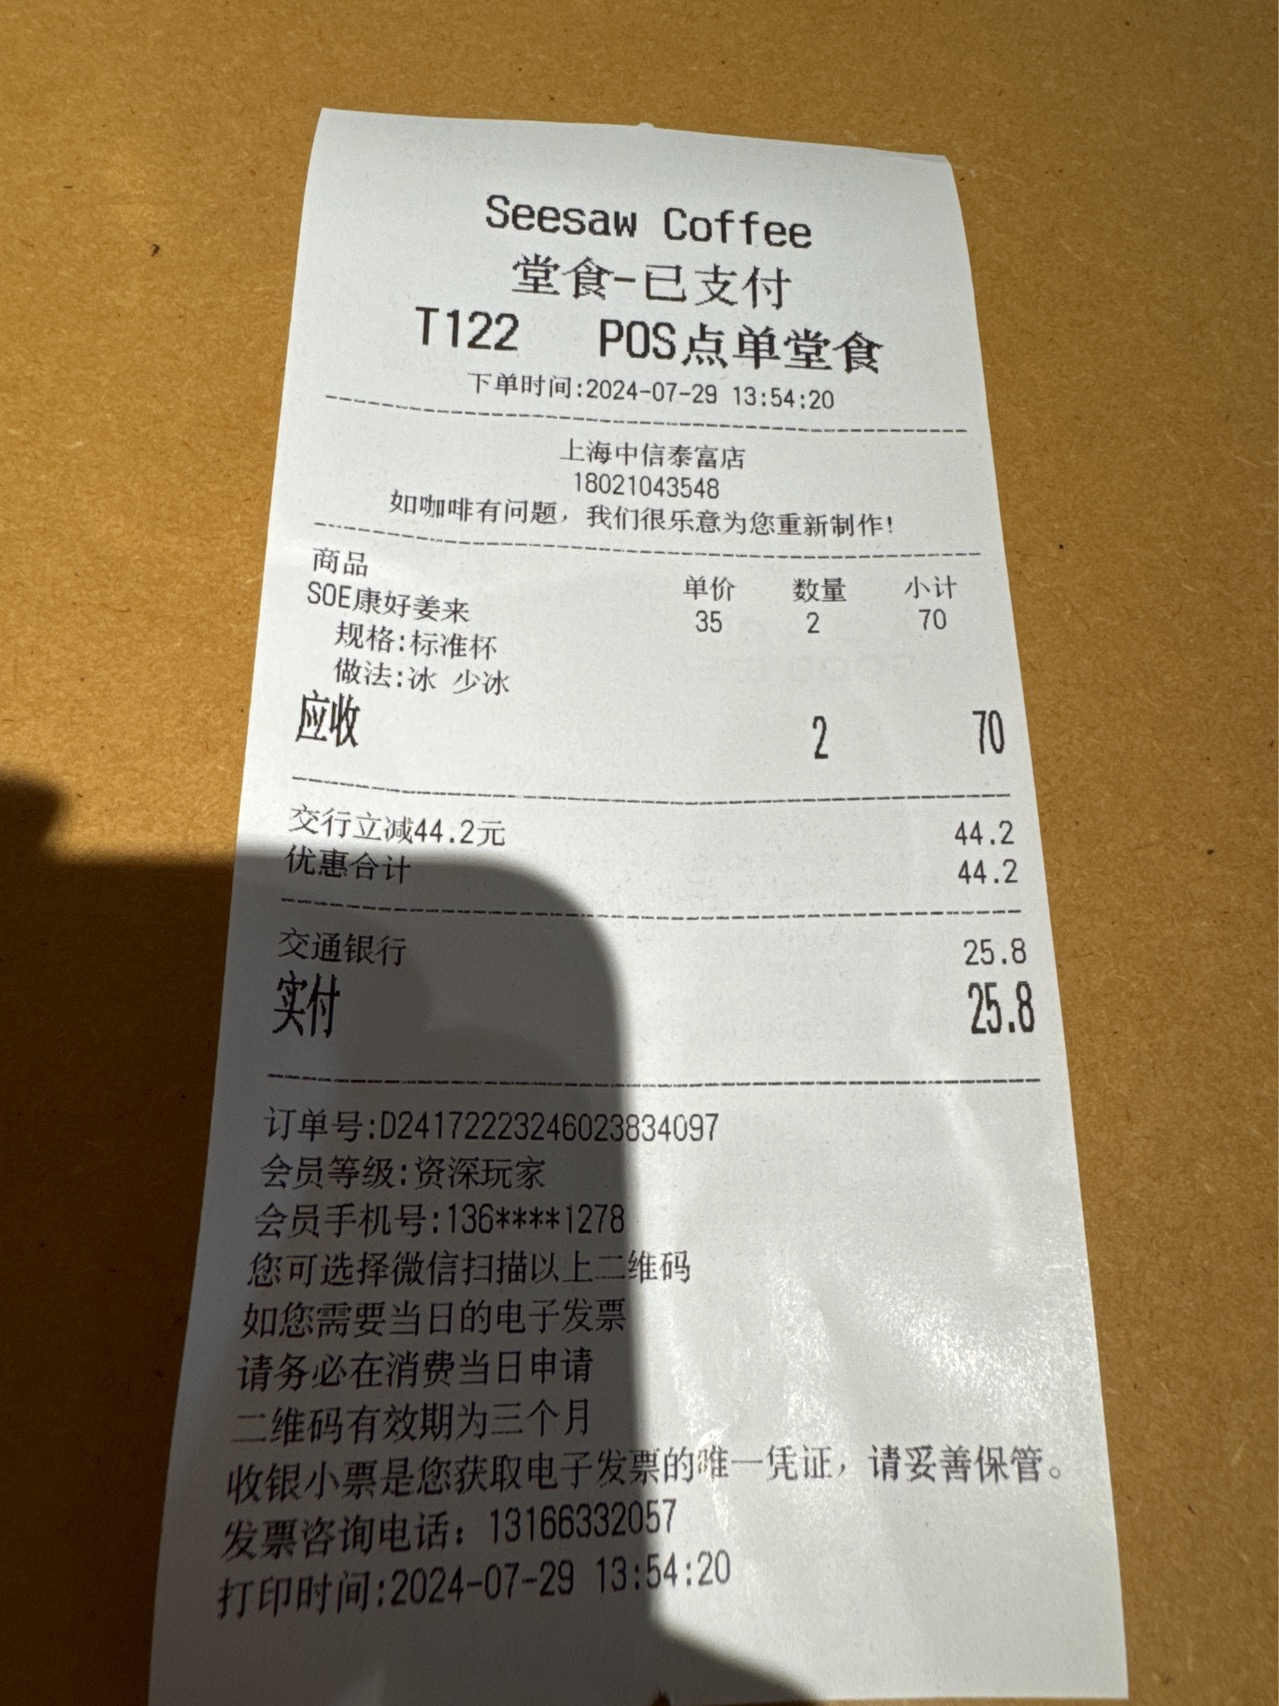 Seesaw Coffee
堂食-已支付
T122 POS点单堂食
下单时间:2024-07-29 13:54:20
上海中信泰富店
18021043548
如咖啡有问题，我们很乐意为您重新制作!
商品 单价 数量 小计
SOE康好姜来 35 2 70
规格:标准杯
做法:冰 少冰
应收 2 70
交行立减44.2元 44.2
优惠合计 44.2
交通银行 25.8
实付 25.8
订单号:D24172223246023834097
会员等级:资深玩家
会员手机号:136****1278
您可选择微信扫描以上二维码
如您需要当日的电子发票
请务必在消费当日申请
二维码有效期为三个月
收银小票是您获取电子发票的唯一凭证，请妥善保管。
发票咨询电话：13166332057
打印时间:2024-07-29 13:54:20